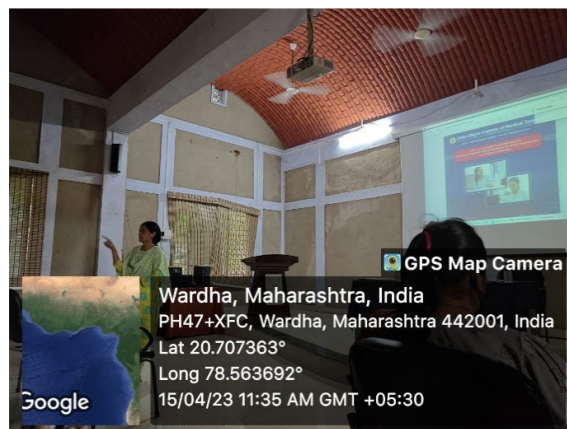 GPS Map Camera
Wardha, Maharashtra, India
PH47+XFC, Wardha, Maharashtra 442001, India
Lat 20.707363°
Long 78.563692°
15/04/23 11:35 AM GMT +05:30
Google